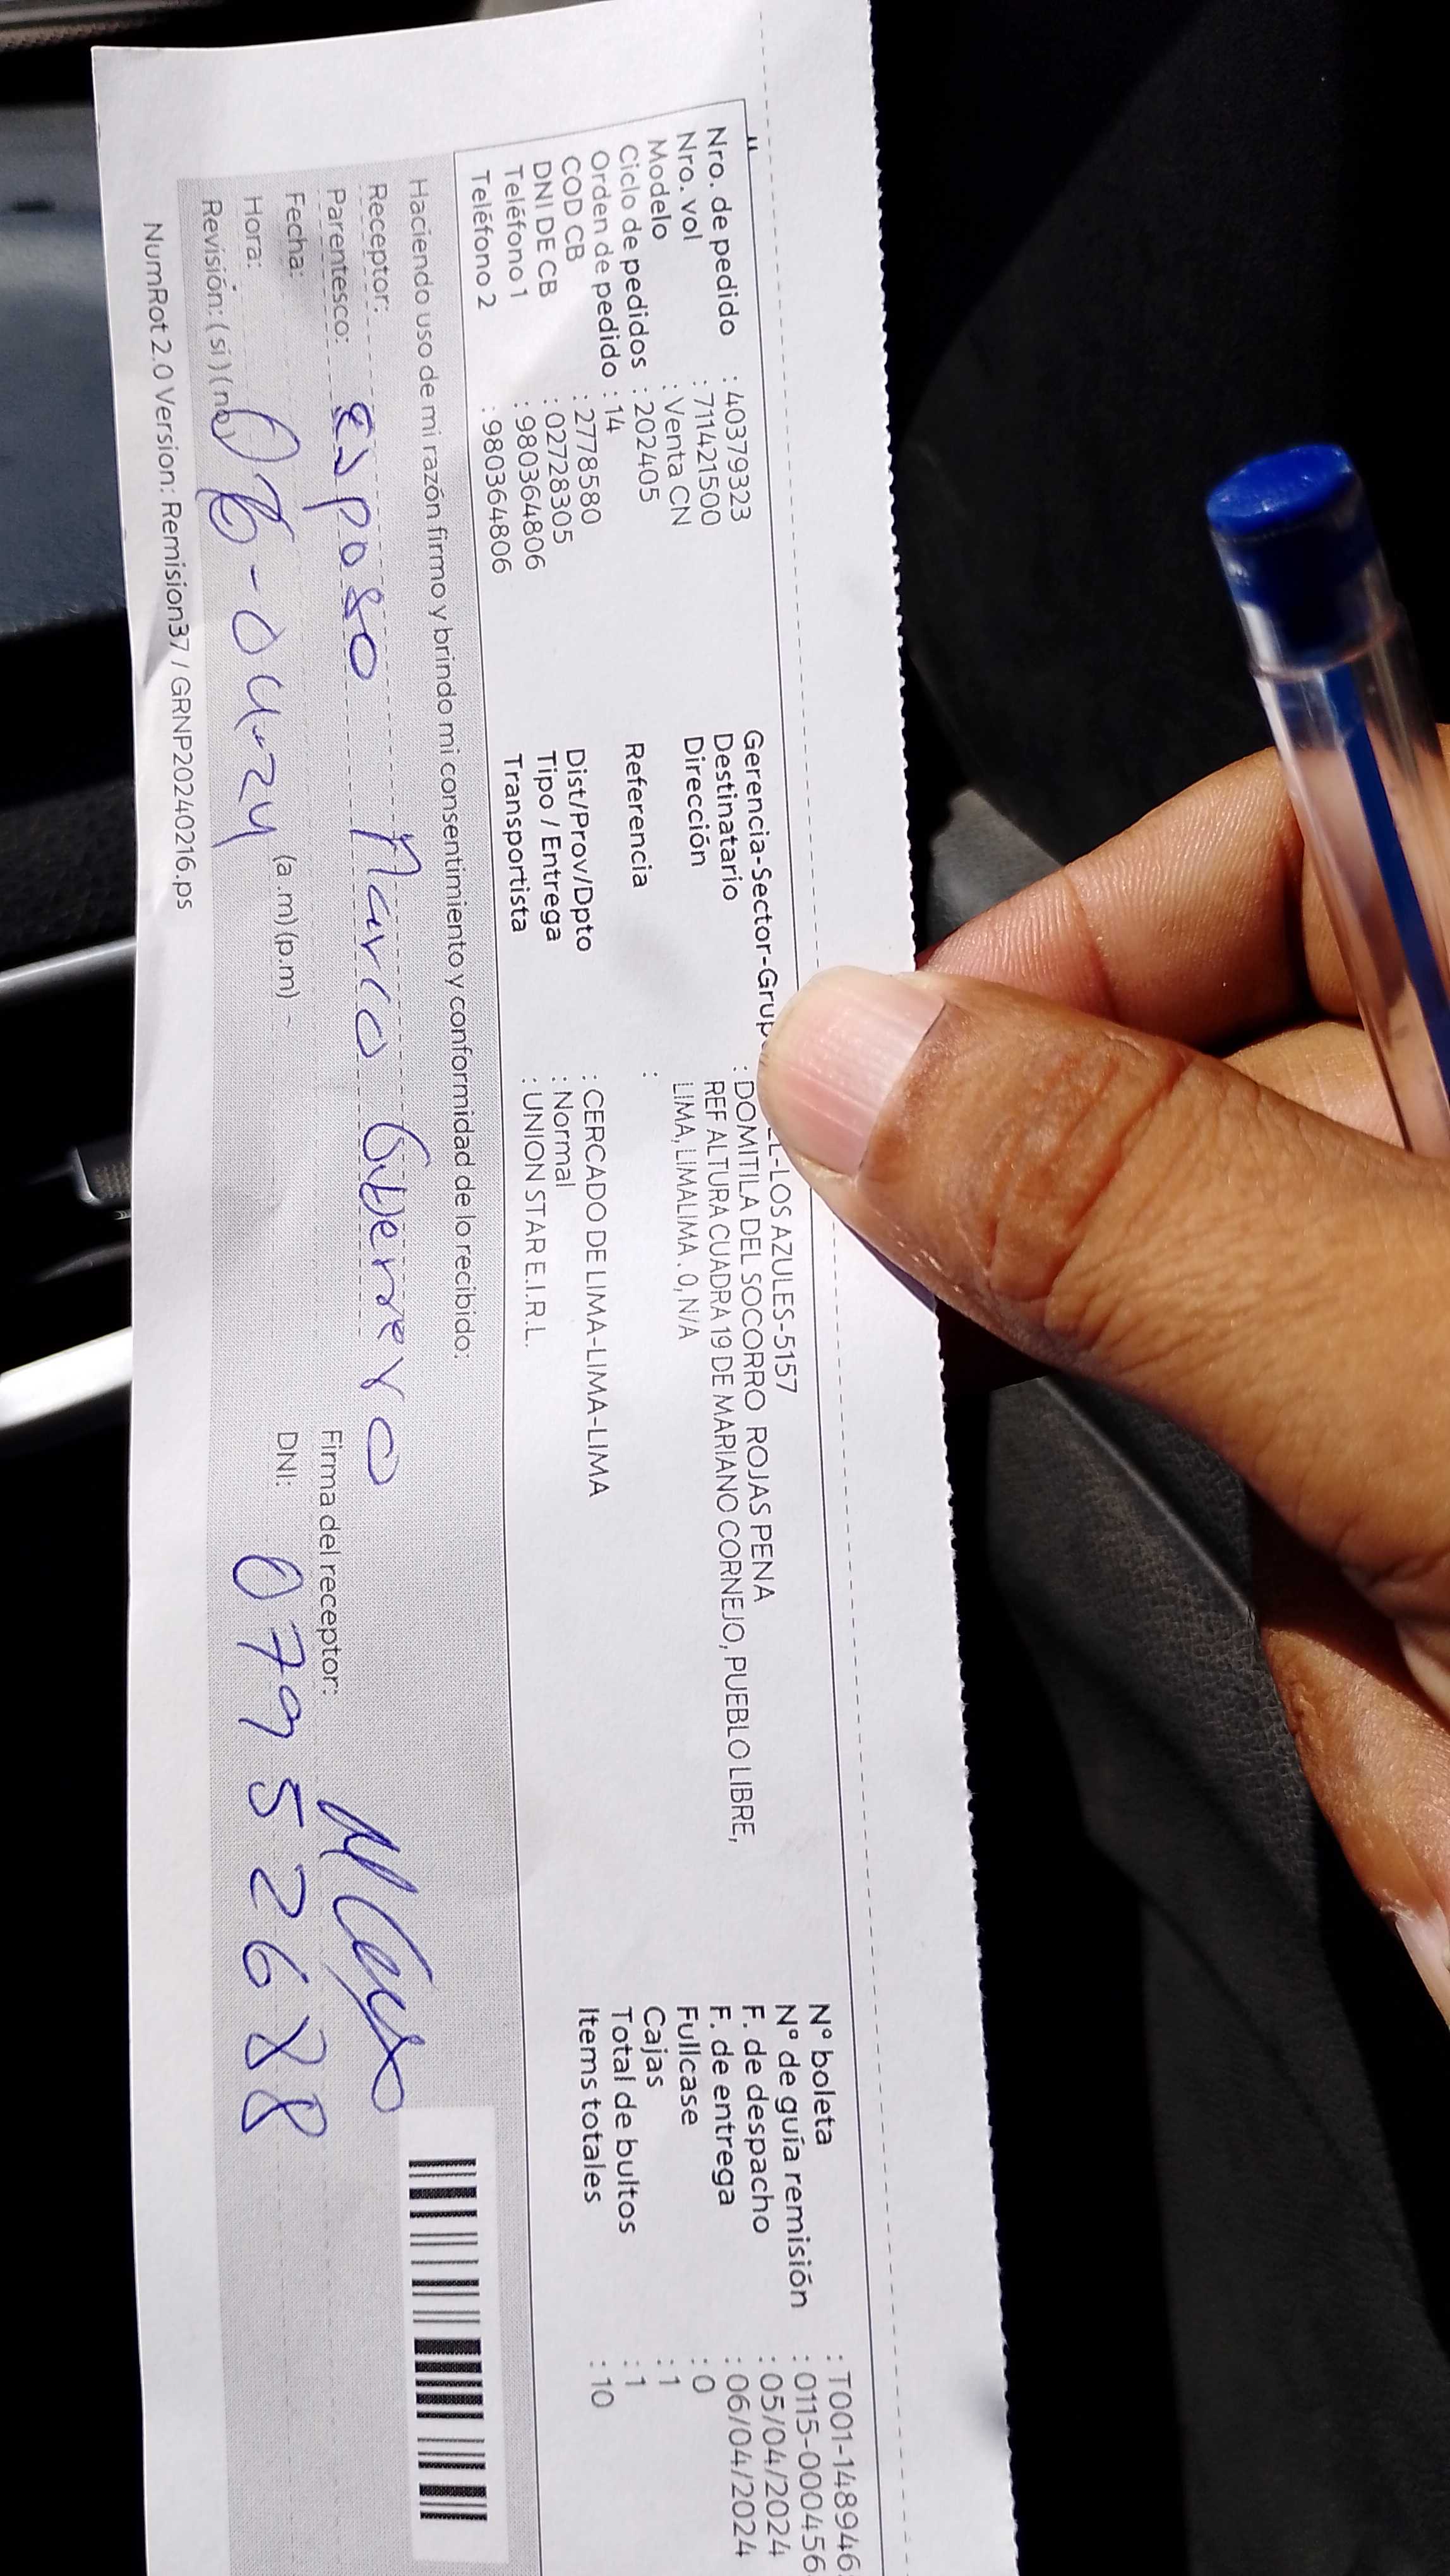 Nro. de pedido : 40379323
Nro. vol : 711421500
Modelo : Venta CN
Ciclo de pedidos : 202405
Orden de pedido : 14
COD CB : 2778580
DNI DE CB : 02728305
Teléfono 1 : 980364806
Teléfono 2 : 980364806
Gerencia-Sector-Grup LL-LOS AZULES-5157
Destinatario : DOMITILA DEL SOCORRO ROJAS PENA
Dirección REF ALTURA CUADRA 19 DE MARIANO CORNEJO, PUEBLO LIBRE,
LIMA, LIMALIMA . 0, N/A
Referencia :
Dist/Prov/Dpto : CERCADO DE LIMA-LIMA-LIMA
Tipo / Entrega : Normal
Transportista : UNION STAR E.I.R.L.
N° boleta : T001-148946
N° de guía remisión : 0115-000456
F. de despacho : 05/04/2024
F. de entrega : 06/04/2024
Fullcase : 0
Cajas : 1
Total de bultos : 1
Items totales : 10
Haciendo uso de mi razón firmo y brindo mi consentimiento y conformidad de lo recibido:
Receptor: Marco Guerrero
Parentesco: esposo
Fecha: 06-04-24
Hora: (a.m)(p.m)
Revisión: (si)(no)
Firma del receptor:
DNI: 07952688
NumRot 2.0 Version: Remision37 / GRNP20240216.ps